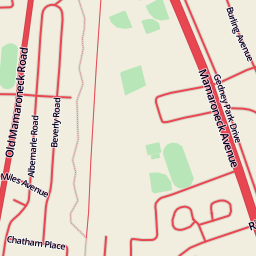 Burling Avenue
Gedney Park Drive
Mamaroneck Avenue
Old Mamaroneck Road
Beverly Road
Albemarle Road
Miles Avenue
Chatham Place